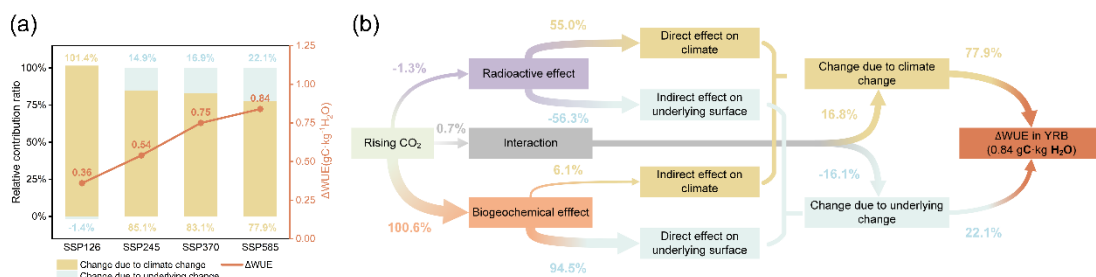 (a)
101.4%
14.9%
16.9%
22.1%
1.25
100%
1.00
0.84
0.75
75%
0.75
0.54
50%
0.50
0.36
25%
0.25
0%
0.00
-1.4%
85.1%
83.1%
77.9%
SSP126
SSP245
SSP370
SSP585
Relative contribution ratio
ΔWUE(gC·kg⁻¹H₂O)
Change due to climate change
ΔWUE
Change due to underlying change
(b)
55.0%
Direct effect on
climate
77.9%
-1.3%
Radioactive effect
Change due to climate
change
Indirect effect on
underlying surface
-56.3%
16.8%
0.7%
Rising CO₂
Interaction
ΔWUE in YRB
(0.84 gC·kg H₂O)
6.1%
Indirect effect on
climate
-16.1%
Biogeochemical effect
Change due to underlying
change
100.6%
Direct effect on
underlying surface
22.1%
94.5%